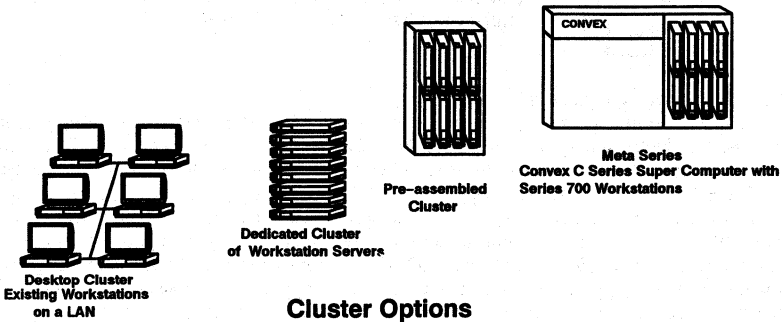 CONVEX
Meta Series
Convex C Series Super Computer with
Series 700 Workstations
Pre-assembled
Cluster
Dedicated Cluster
of Workstation Servers
Desktop Cluster
Existing Workstations
on a LAN
Cluster Options